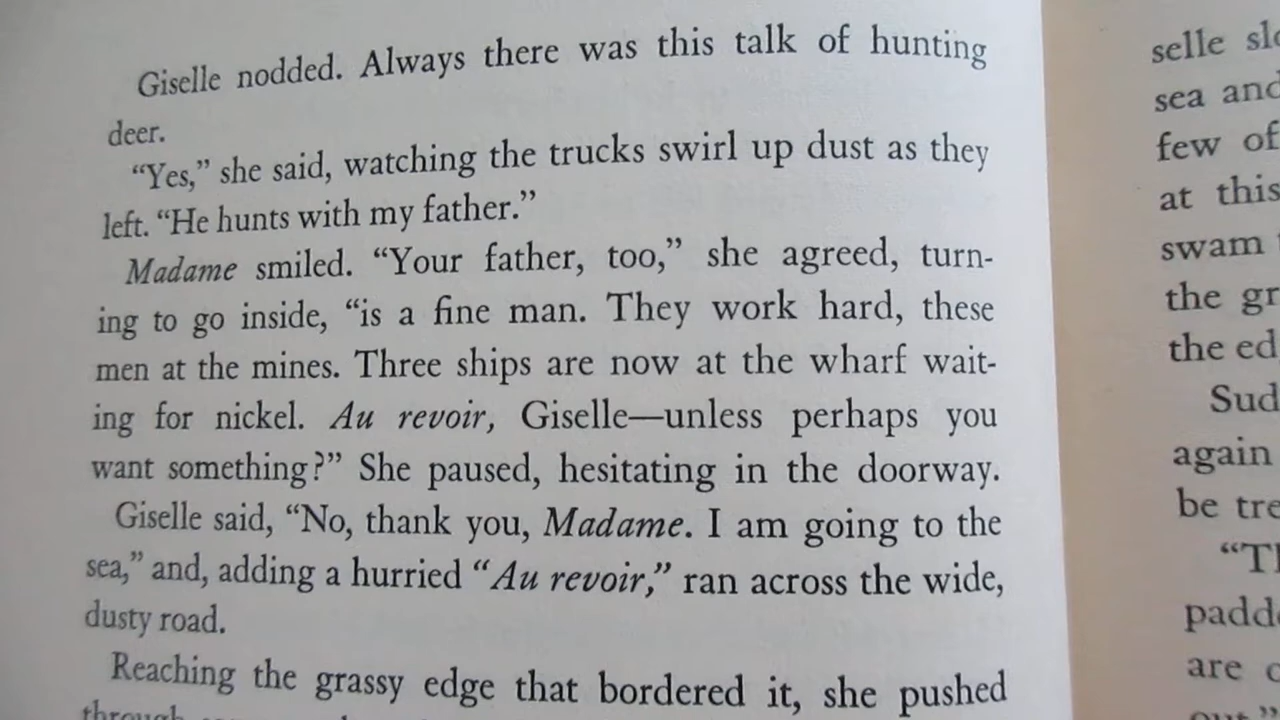 Giselle nodded. Always there was this talk of hunting
deer.
“Yes,” she said, watching the trucks swirl up dust as they
left. “He hunts with my father.”
Madame smiled. “Your father, too,” she agreed, turn-
ing to go inside, “is a fine man. They work hard, these
men at the mines. Three ships are now at the wharf wait-
ing for nickel. Au revoir, Giselle—unless perhaps you
want something?” She paused, hesitating in the doorway.
Giselle said, “No, thank you, Madame. I am going to the
sea,” and, adding a hurried “Au revoir,” ran across the wide,
dusty road.
Reaching the grassy edge that bordered it, she pushed
through
selle
sea and
few of
at this
swam
the
the
again
be
are